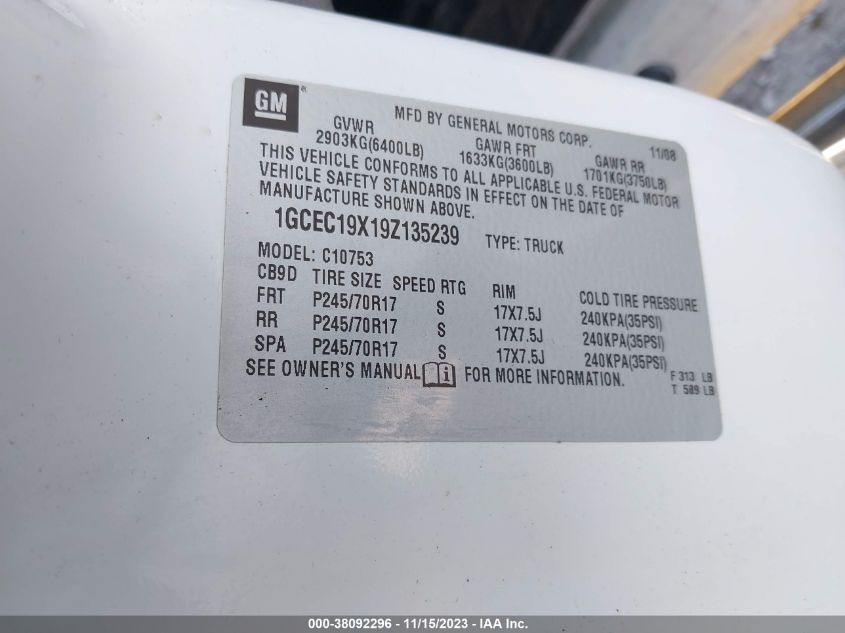 GM ®
MFD BY GENERAL MOTORS CORP. 11/08
GVWR GAWR FRT GAWR RR
2903KG(6400LB) 1633KG(3600LB) 1701KG(3750LB)
THIS VEHICLE CONFORMS TO ALL APPLICABLE U.S. FEDERAL MOTOR
VEHICLE SAFETY STANDARDS IN EFFECT ON THE DATE OF
MANUFACTURE SHOWN ABOVE.
1GCEC19X19Z135239 TYPE: TRUCK
MODEL: C10753
CB9D TIRE SIZE SPEED RTG RIM COLD TIRE PRESSURE
FRT P245/70R17 S 17X7.5J 240KPA(35PSI)
RR P245/70R17 S 17X7.5J 240KPA(35PSI)
SPA P245/70R17 S 17X7.5J 240KPA(35PSI)
SEE OWNER'S MANUAL FOR MORE INFORMATION.
F 313 LB
T 509 LB
000-38092296 - 11/15/2023 - IAA Inc.